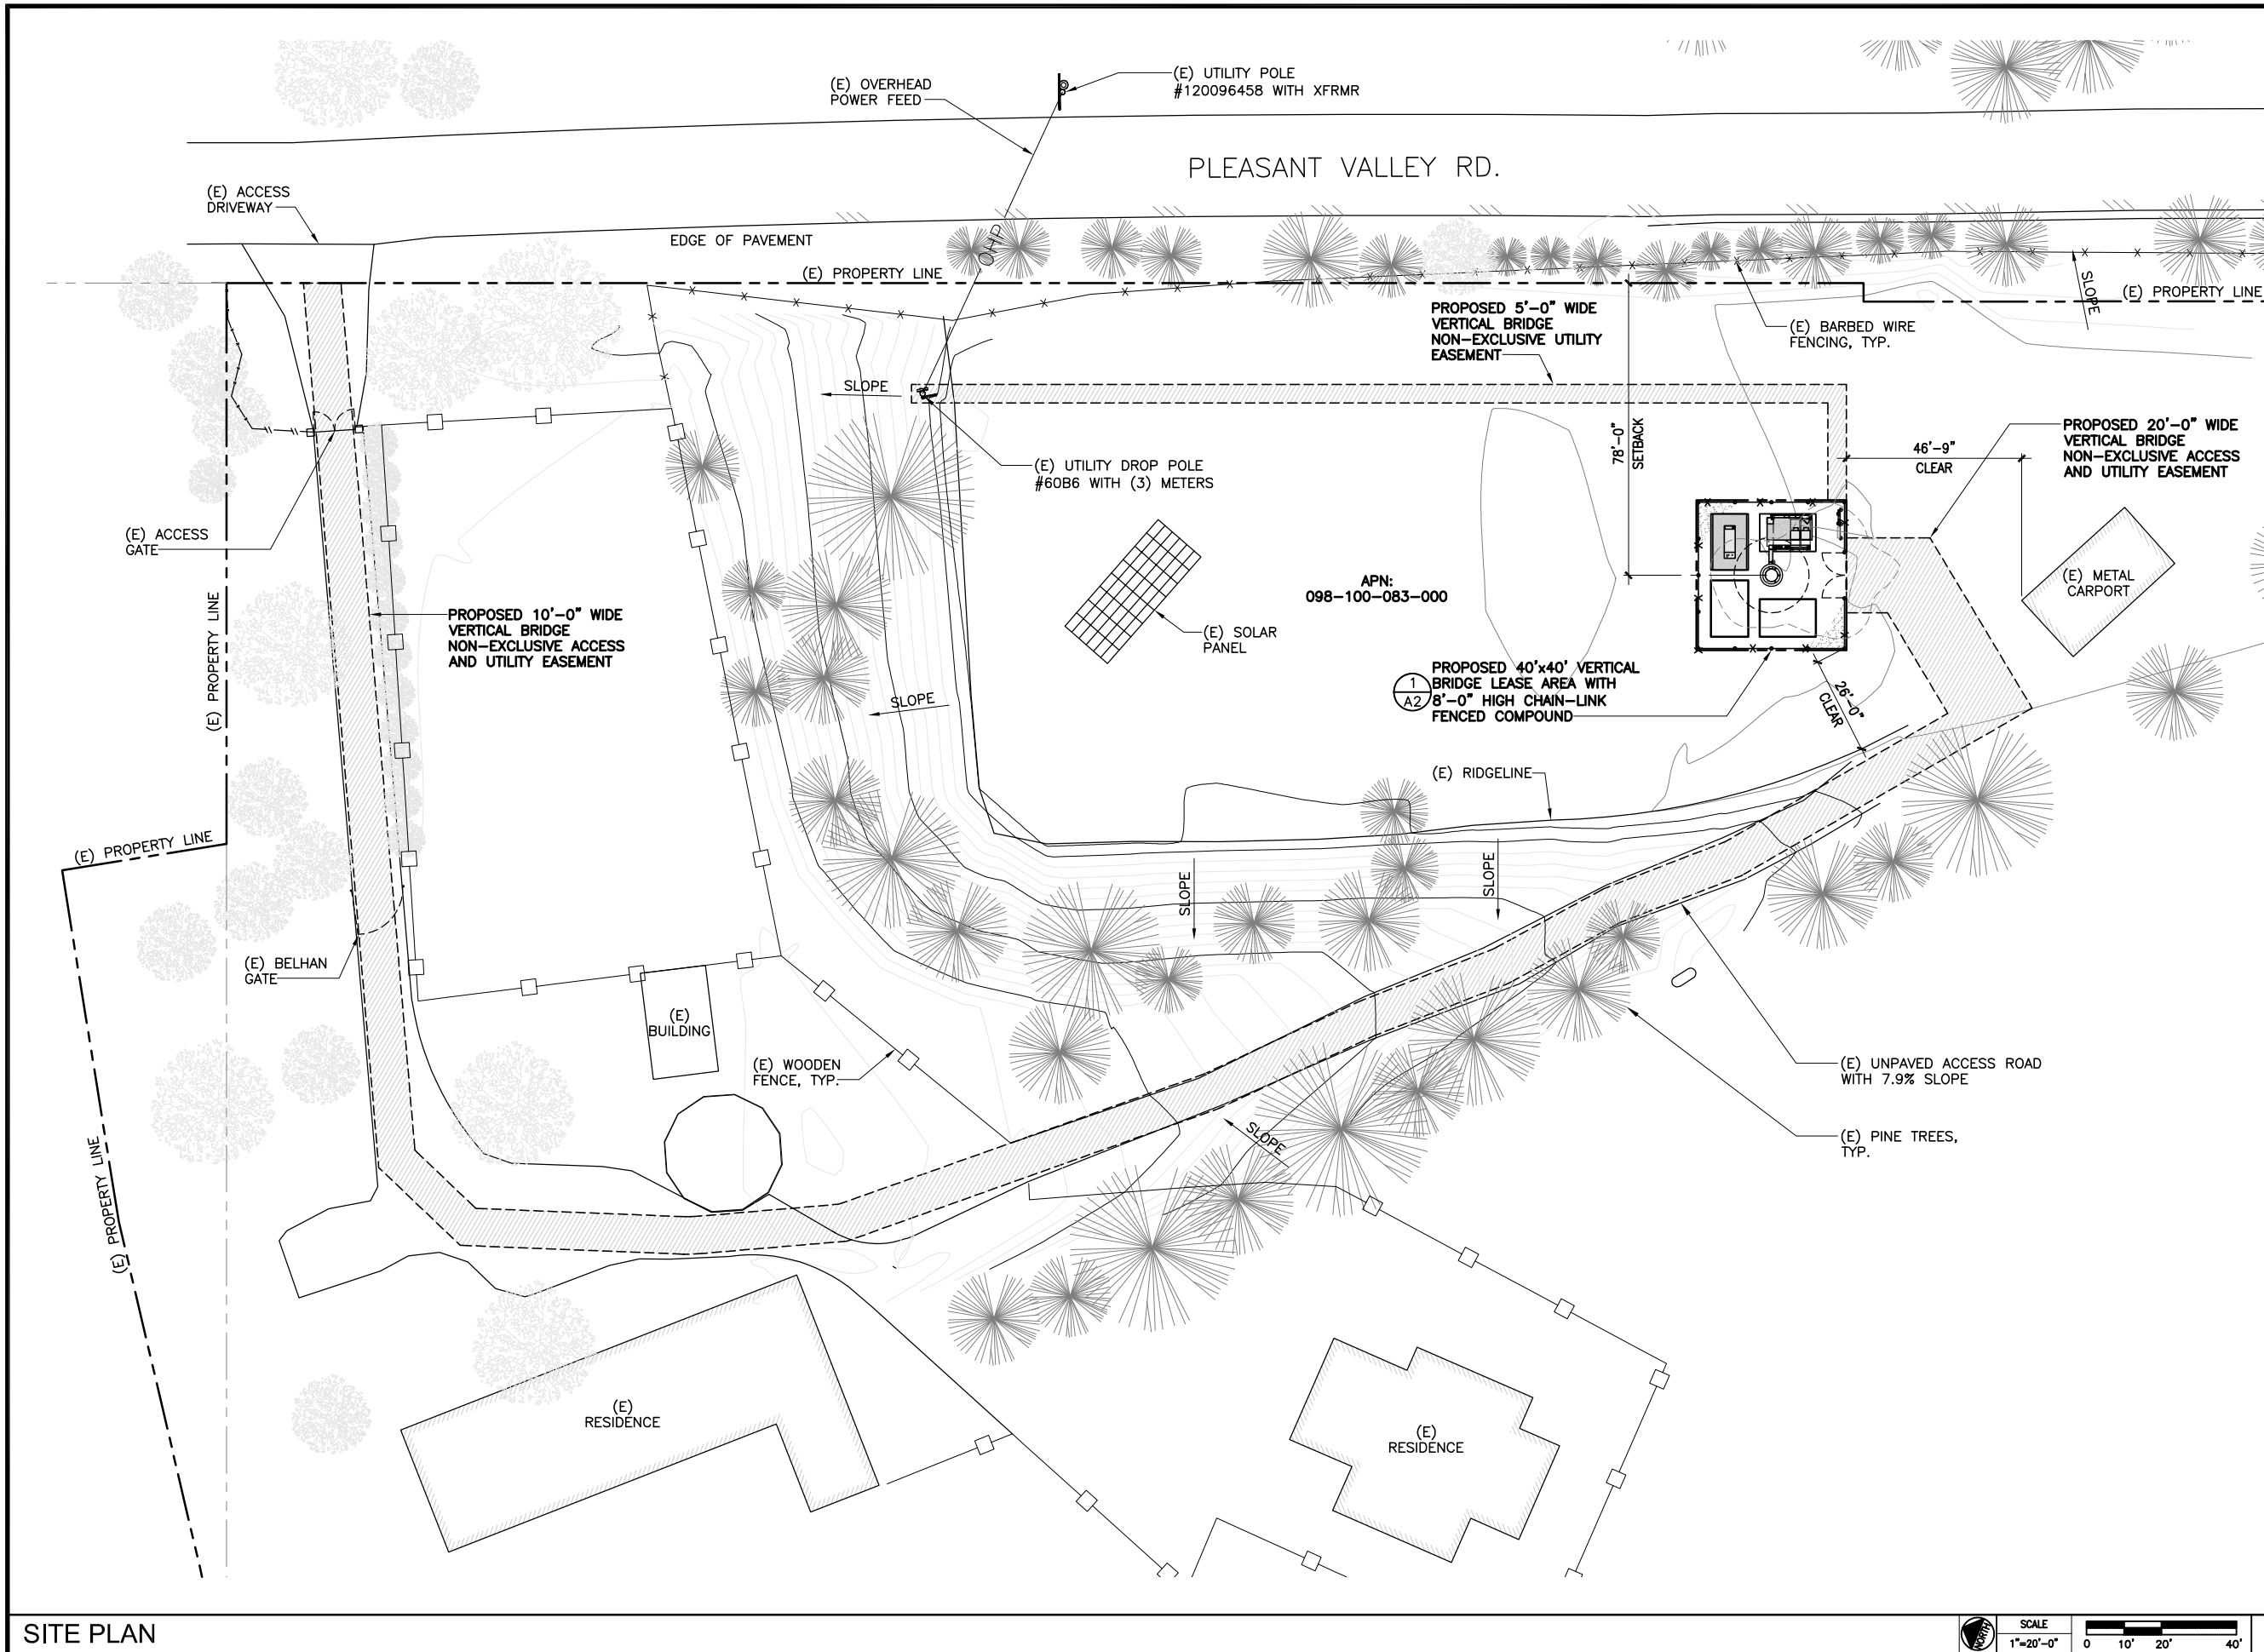 (E) OVERHEAD
POWER FEED
(E) UTILITY POLE
#120096458 WITH XFRMR
PLEASANT VALLEY RD.
(E) ACCESS
DRIVEWAY
EDGE OF PAVEMENT
OHP
(E) PROPERTY LINE
SLOPE
(E) PROPERTY LINE
PROPOSED 5'-0" WIDE
VERTICAL BRIDGE
NON-EXCLUSIVE UTILITY
EASEMENT
(E) BARBED WIRE
FENCING, TYP.
SLOPE
78'-0"
SETBACK
46'-9"
CLEAR
PROPOSED 20'-0" WIDE
VERTICAL BRIDGE
NON-EXCLUSIVE ACCESS
AND UTILITY EASEMENT
(E) UTILITY DROP POLE
#60B6 WITH (3) METERS
(E) ACCESS
GATE
(E) PROPERTY LINE
PROPOSED 10'-0" WIDE
VERTICAL BRIDGE
NON-EXCLUSIVE ACCESS
AND UTILITY EASEMENT
APN:
098-100-083-000
(E) METAL
CARPORT
(E) SOLAR
PANEL
1
A2
PROPOSED 40'x40' VERTICAL
BRIDGE LEASE AREA WITH
8'-0" HIGH CHAIN-LINK
FENCED COMPOUND
SLOPE
26'-0"
CLEAR
(E) RIDGELINE
(E) PROPERTY LINE
SLOPE
SLOPE
(E) BELHAN
GATE
(E)
BUILDING
(E) WOODEN
FENCE, TYP.
(E) UNPAVED ACCESS ROAD
WITH 7.9% SLOPE
SLOPE
(E) PINE TREES,
TYP.
(E) PROPERTY LINE
(E)
RESIDENCE
(E)
RESIDENCE
SITE PLAN
NORTH
SCALE
1"=20'-0"
0 10' 20' 40'